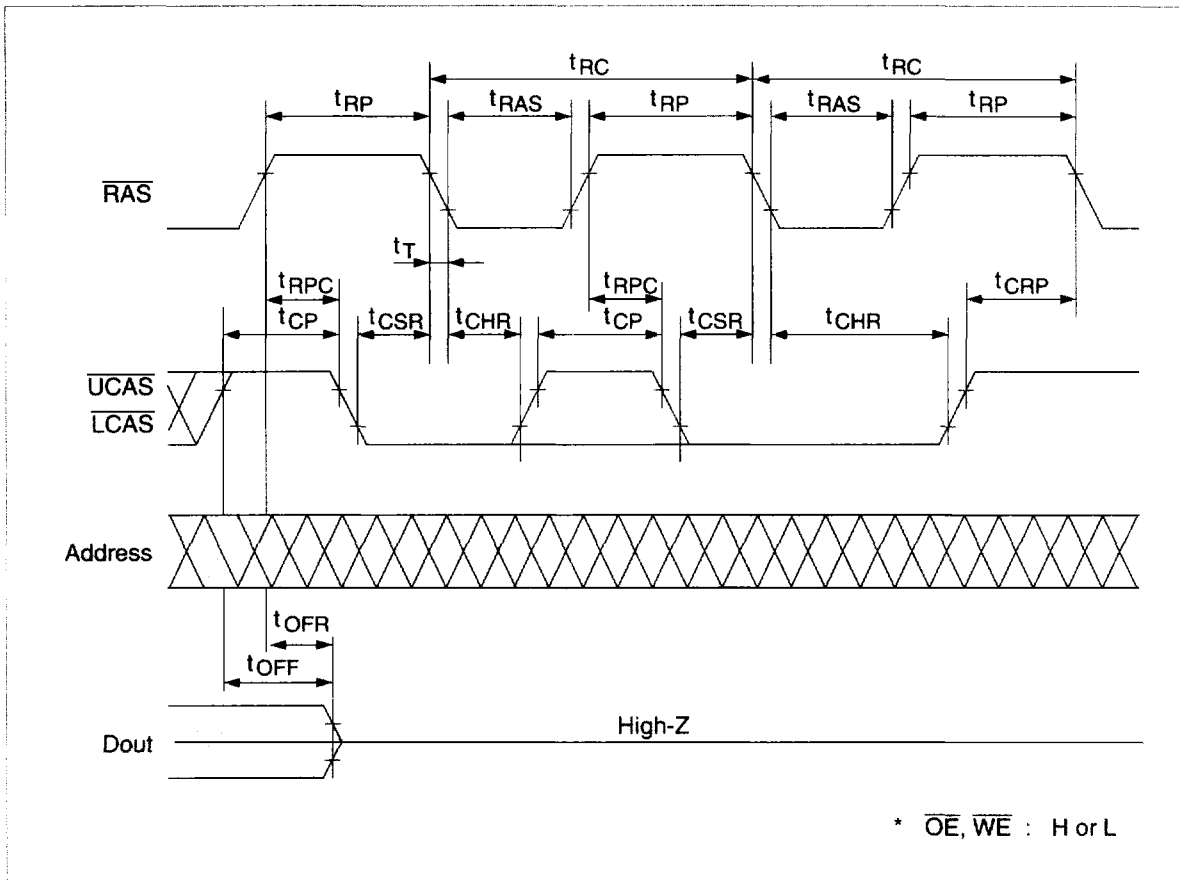 tRC tRC
tRP tRAS tRP tRAS tRP
RAS
tT
tRPC tRPC tCRP
tCP tCSR tCHR tCP tCSR tCHR
UCAS
LCAS
Address
tOFR
tOFF
High-Z
Dout
* OE, WE : H or L